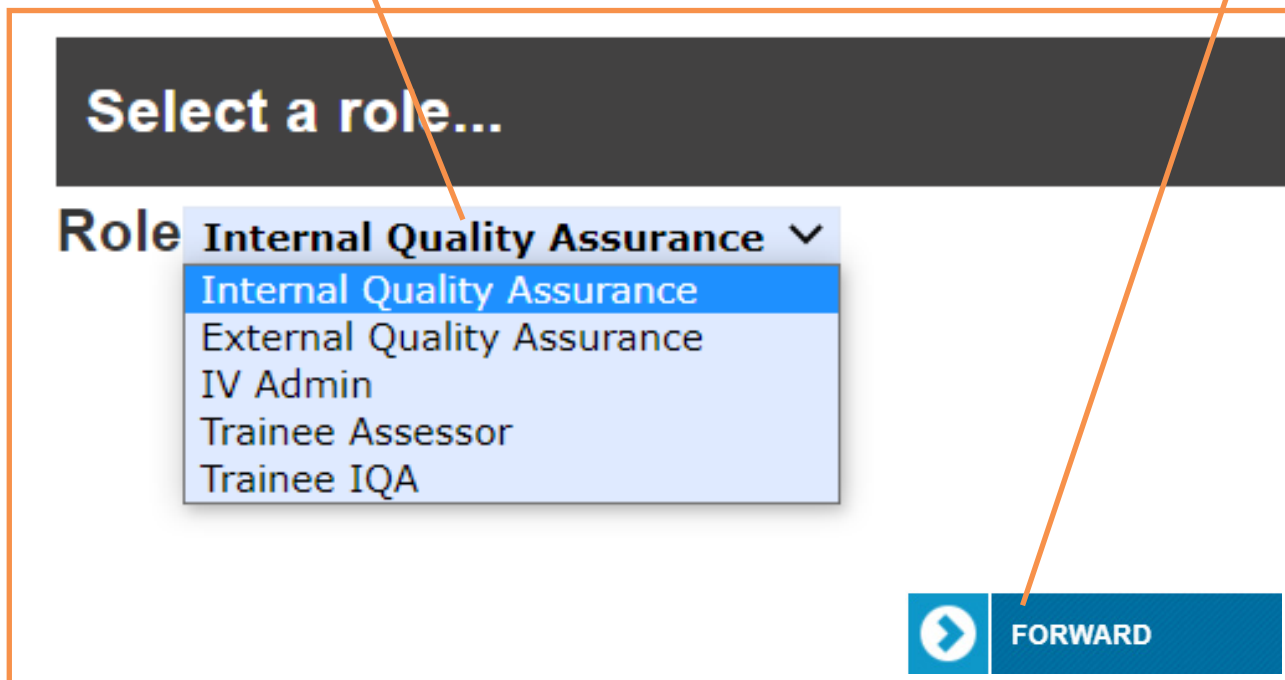 Select a role...
Role Internal Quality Assurance
Internal Quality Assurance
External Quality Assurance
IV Admin
Trainee Assessor
Trainee IQA
FORWARD